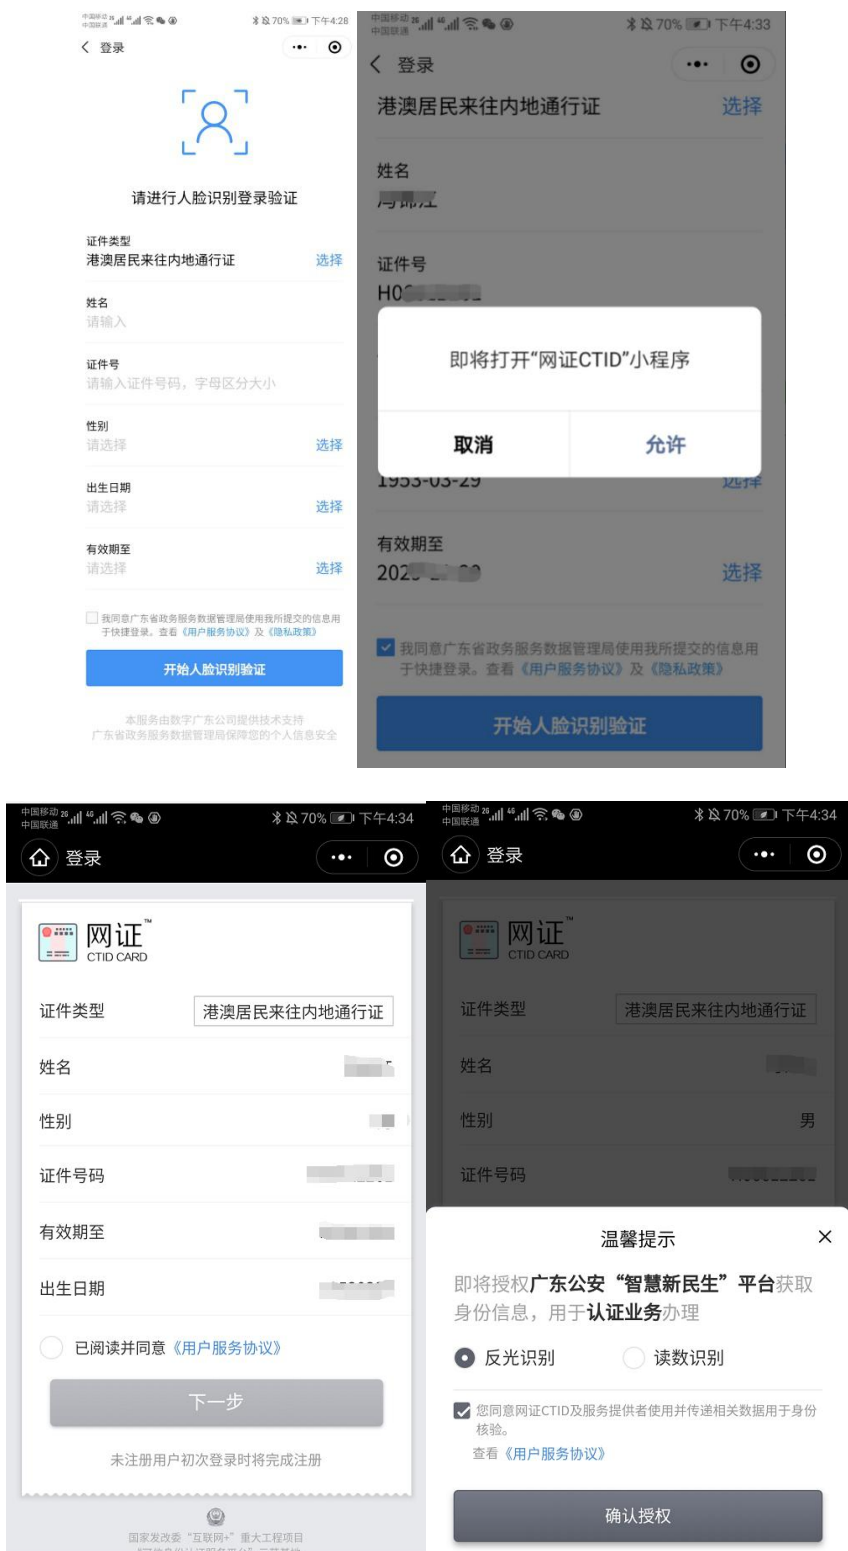 中国移动 2G 4G
中国联通
70% 下午4:28
登录
请进行人脸识别登录验证
证件类型
港澳居民来往内地通行证 选择
姓名
请输入
证件号
请输入证件号码，字母区分大小
性别
请选择 选择
出生日期
请选择 选择
有效期至
请选择 选择
我同意广东省政务服务数据管理局使用我所提交的信息用
于快捷登录。查看《用户服务协议》及《隐私政策》
开始人脸识别验证
本服务由数字广东公司提供技术支持
广东省政务服务数据管理局保障您的个人信息安全
中国移动 2G 4G
中国联通
70% 下午4:33
登录
港澳居民来往内地通行证 选择
姓名
证件号
H0
即将打开“网证CTID”小程序
取消 允许
1953-03-29 选择
有效期至
202 选择
我同意广东省政务服务数据管理局使用我所提交的信息用
于快捷登录。查看《用户服务协议》及《隐私政策》
开始人脸识别验证
中国移动 2G 4G
中国联通
70% 下午4:34
登录
网证™
CTID CARD
证件类型 港澳居民来往内地通行证
姓名
性别
证件号码
有效期至
出生日期
已阅读并同意《用户服务协议》
下一步
未注册用户初次登录时将完成注册
国家发改委“互联网+”重大工程项目
中国移动 2G 4G
中国联通
70% 下午4:34
登录
网证™
CTID CARD
证件类型 港澳居民来往内地通行证
姓名
性别 男
证件号码
温馨提示
即将授权广东公安“智慧新民生”平台获取
身份信息，用于认证业务办理
反光识别 读数识别
您同意网证CTID及服务提供者使用并传递相关数据用于身份
核验。
查看《用户服务协议》
确认授权